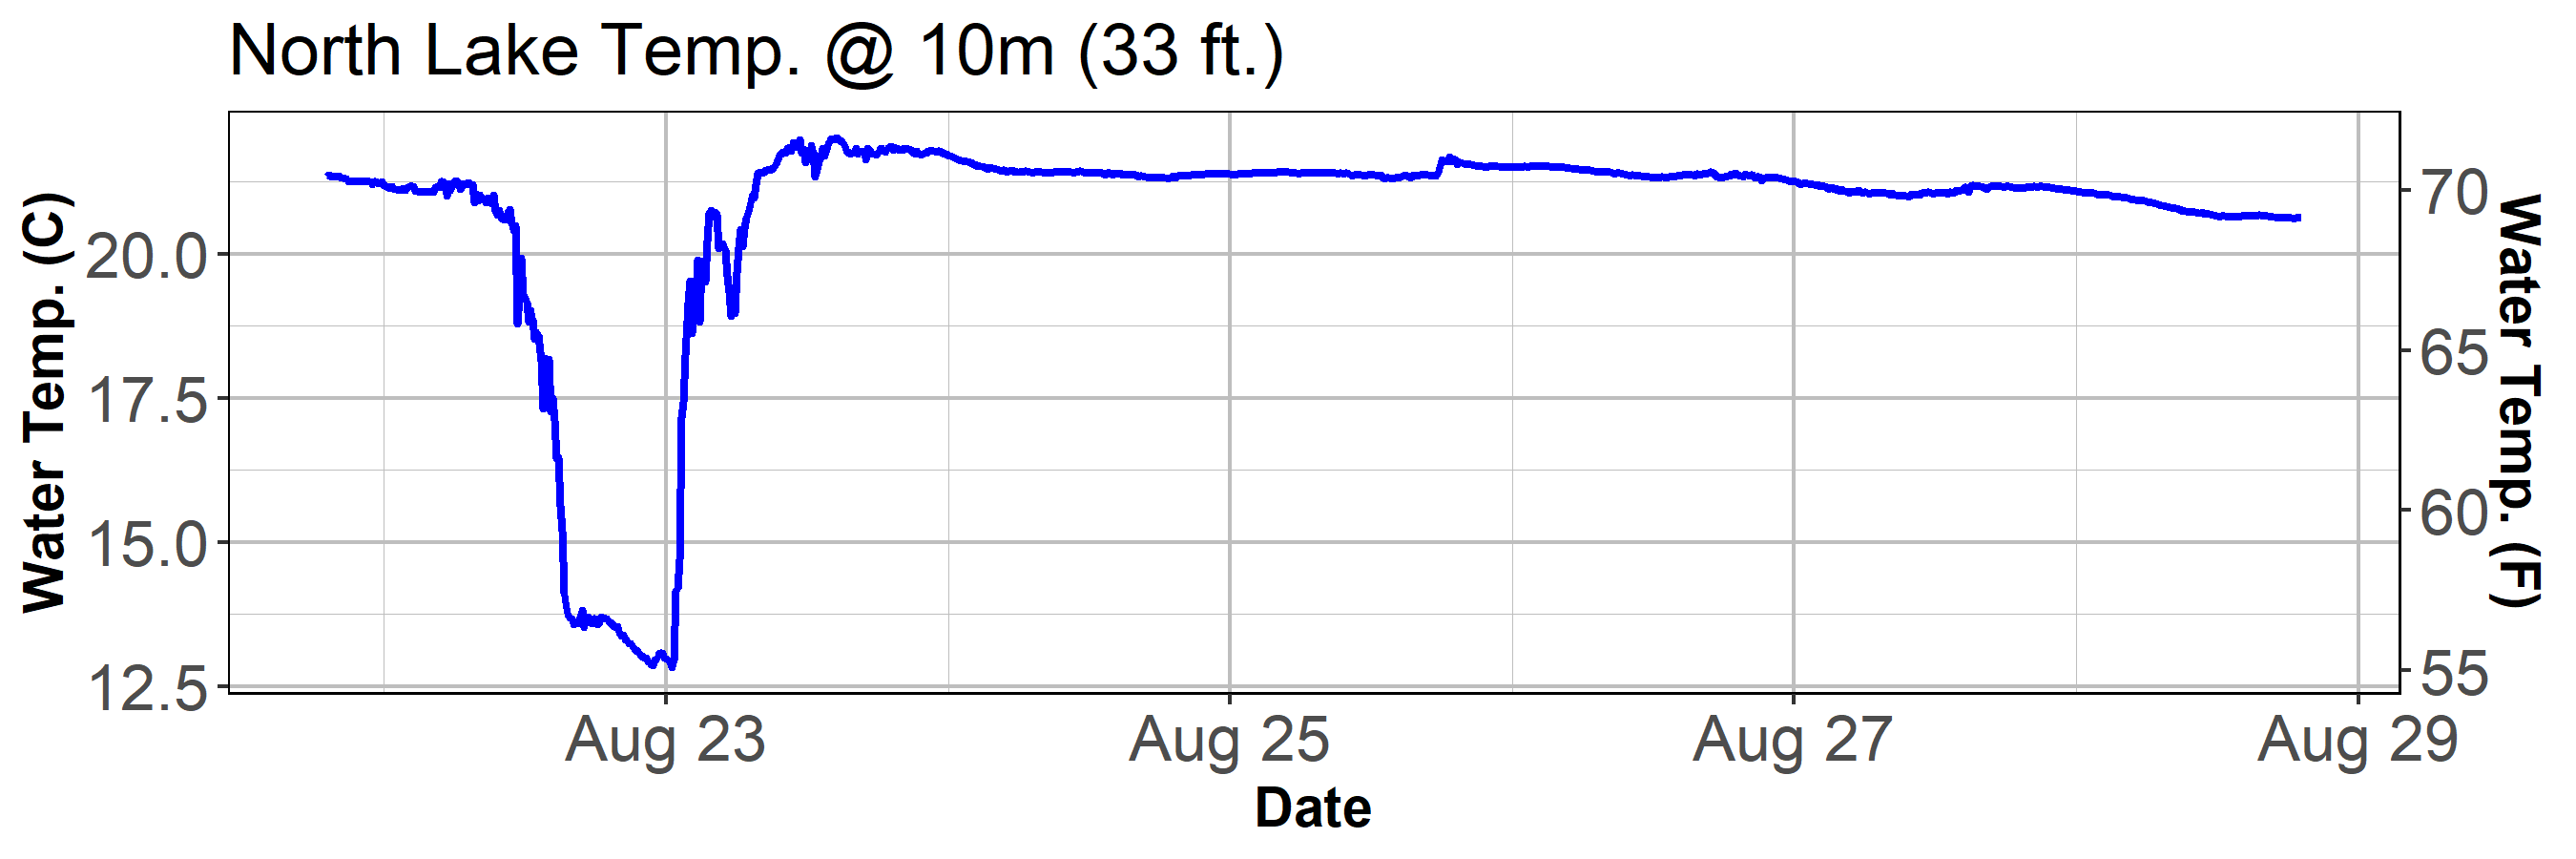 North Lake Temp. @ 10m (33 ft.)
Water Temp. (C)
20.0
17.5
15.0
12.5
70
65
60
55
Water Temp. (F)
Aug 23
Aug 25
Aug 27
Aug 29
Date